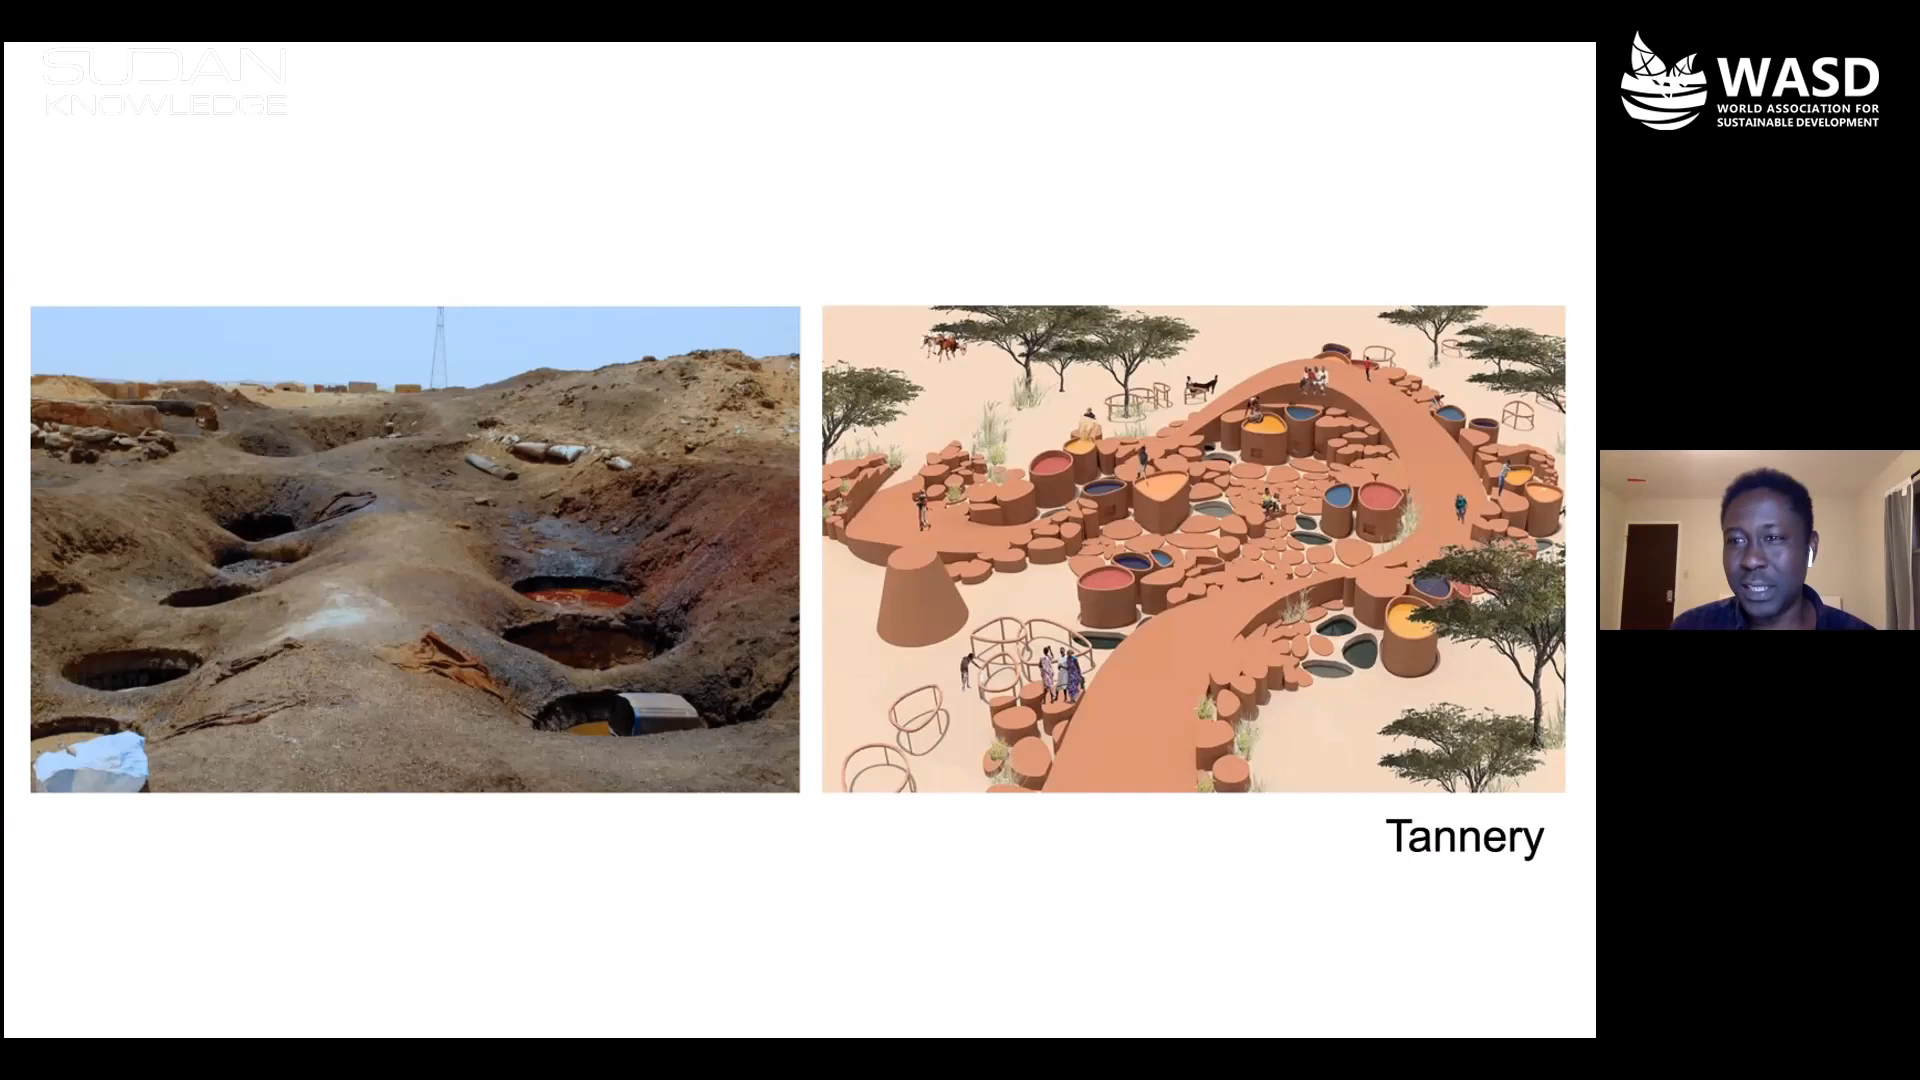 SUDAN
KNOWLEDGE
WASD
WORLD ASSOCIATION FOR
SUSTAINABLE DEVELOPMENT
Tannery